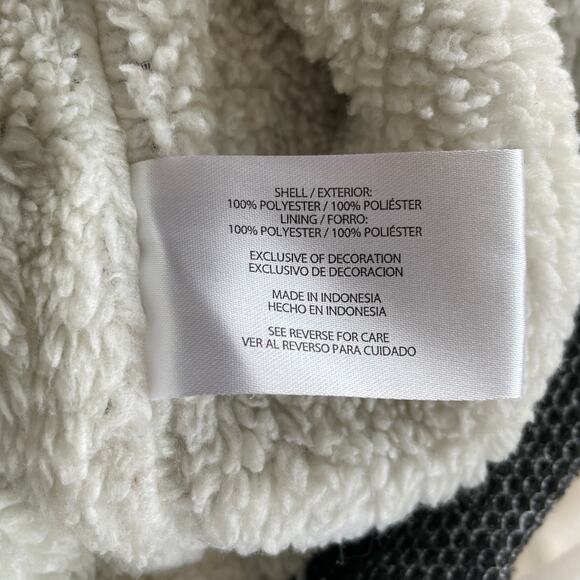 SHELL / EXTERIOR:
100% POLYESTER / 100% POLIÉSTER
LINING / FORRO:
100% POLYESTER / 100% POLIÉSTER
EXCLUSIVE OF DECORATION
EXCLUSIVO DE DECORACION
MADE IN INDONESIA
HECHO EN INDONESIA
SEE REVERSE FOR CARE
VER AL REVERSO PARA CUIDADO